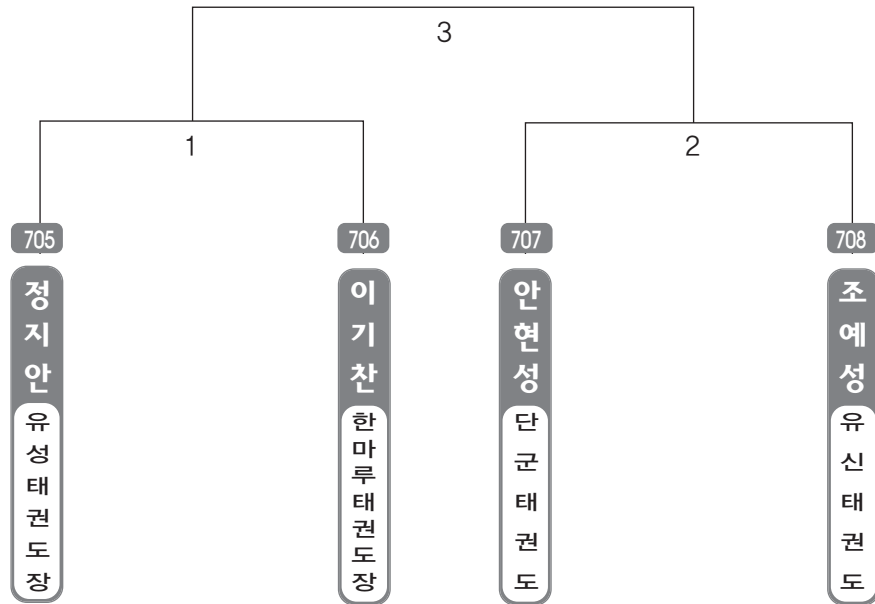 3
1
2
705
706
707
708
정지안
이기찬
안현성
조예성
유성태권도장
한마루태권도장
단군태권도
유신태권도